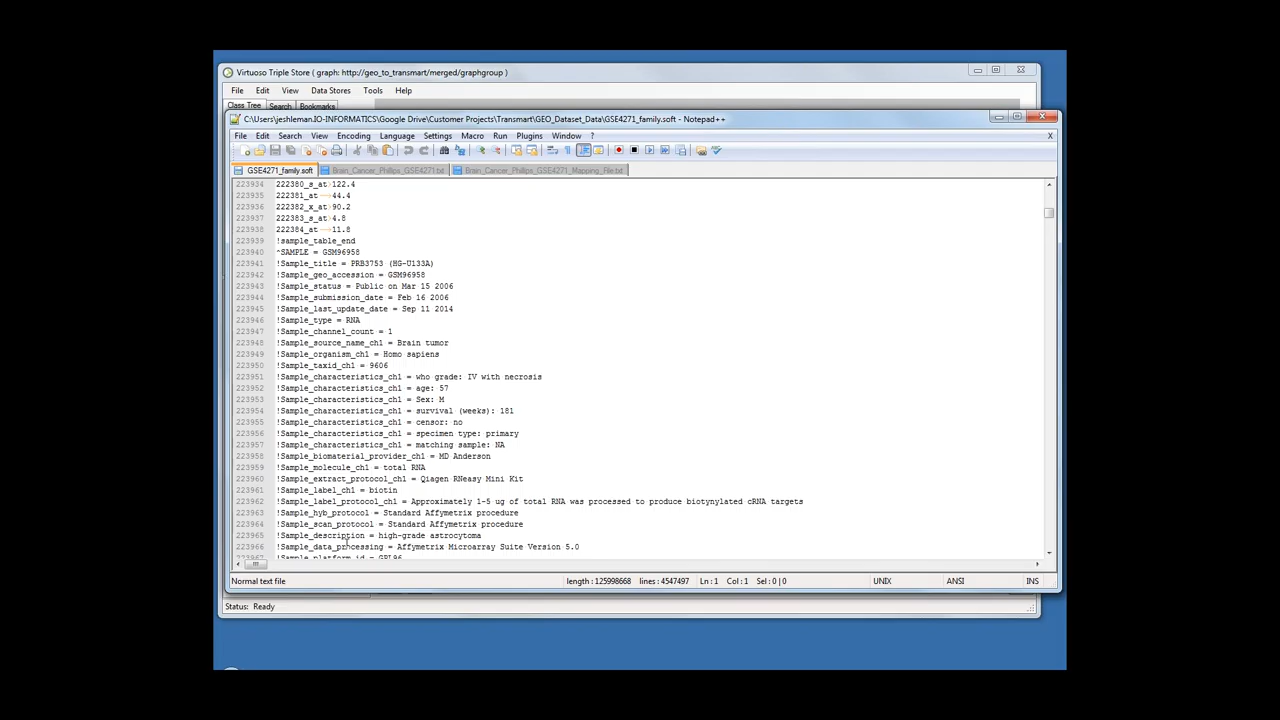 Virtuoso Triple Store ( graph: http://geo_to_transmart/merged/graphgroup )
File Edit View Data Stores Tools Help
Class Tree Search Bookmarks
C:\Users\jeshleman.IO-INFORMATICS\Google Drive\Customer Projects\Transmart\GEO_Dataset_Data\GSE4271_family.soft - Notepad++
File Edit Search View Encoding Language Settings Macro Run Plugins Window ? X
GSE4271_family.soft Brain_Cancer_Phillips_GSE4271.txt Brain_Cancer_Phillips_GSE4271_Mapping_File.txt
223934 222380_s_at 122.4
223935 222381_at 44.4
223936 222382_x_at 90.2
223937 222383_s_at 4.8
223938 222384_at 11.8
223939 !sample_table_end
223940 ^SAMPLE = GSM96958
223941 !Sample_title = PRB3753 (HG-U133A)
223942 !Sample_geo_accession = GSM96958
223943 !Sample_status = Public on Mar 15 2006
223944 !Sample_submission_date = Feb 16 2006
223945 !Sample_last_update_date = Sep 11 2014
223946 !Sample_type = RNA
223947 !Sample_channel_count = 1
223948 !Sample_source_name_ch1 = Brain tumor
223949 !Sample_organism_ch1 = Homo sapiens
223950 !Sample_taxid_ch1 = 9606
223951 !Sample_characteristics_ch1 = who grade: IV with necrosis
223952 !Sample_characteristics_ch1 = age: 57
223953 !Sample_characteristics_ch1 = Sex: M
223954 !Sample_characteristics_ch1 = survival (weeks): 181
223955 !Sample_characteristics_ch1 = censor: no
223956 !Sample_characteristics_ch1 = specimen type: primary
223957 !Sample_characteristics_ch1 = matching sample: NA
223958 !Sample_biomaterial_provider_ch1 = MD Anderson
223959 !Sample_molecule_ch1 = total RNA
223960 !Sample_extract_protocol_ch1 = Qiagen RNeasy Mini Kit
223961 !Sample_label_ch1 = biotin
223962 !Sample_label_protocol_ch1 = Approximately 1-5 ug of total RNA was processed to produce biotynylated cRNA targets
223963 !Sample_hyb_protocol = Standard Affymetrix procedure
223964 !Sample_scan_protocol = Standard Affymetrix procedure
223965 !Sample_description = high-grade astrocytoma
223966 !Sample_data_processing = Affymetrix Microarray Suite Version 5.0
223967 !Sample_platform_id = GPL96
Normal text file length : 125998668 lines : 4547497 Ln : 1 Col : 1 Sel : 0 | 0 UNIX ANSI INS
Status: Ready